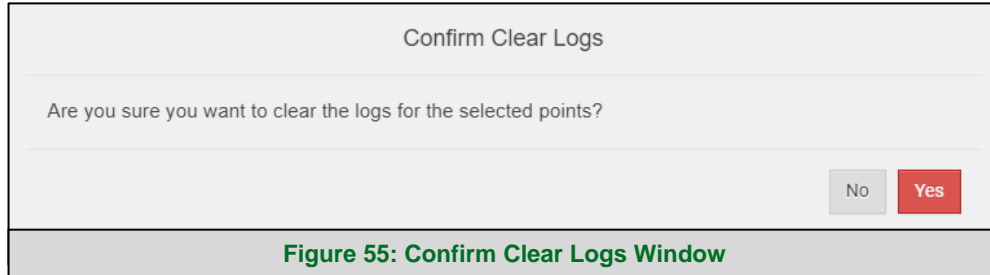 Confirm Clear Logs
Are you sure you want to clear the logs for the selected points?
No Yes
Figure 55: Confirm Clear Logs Window